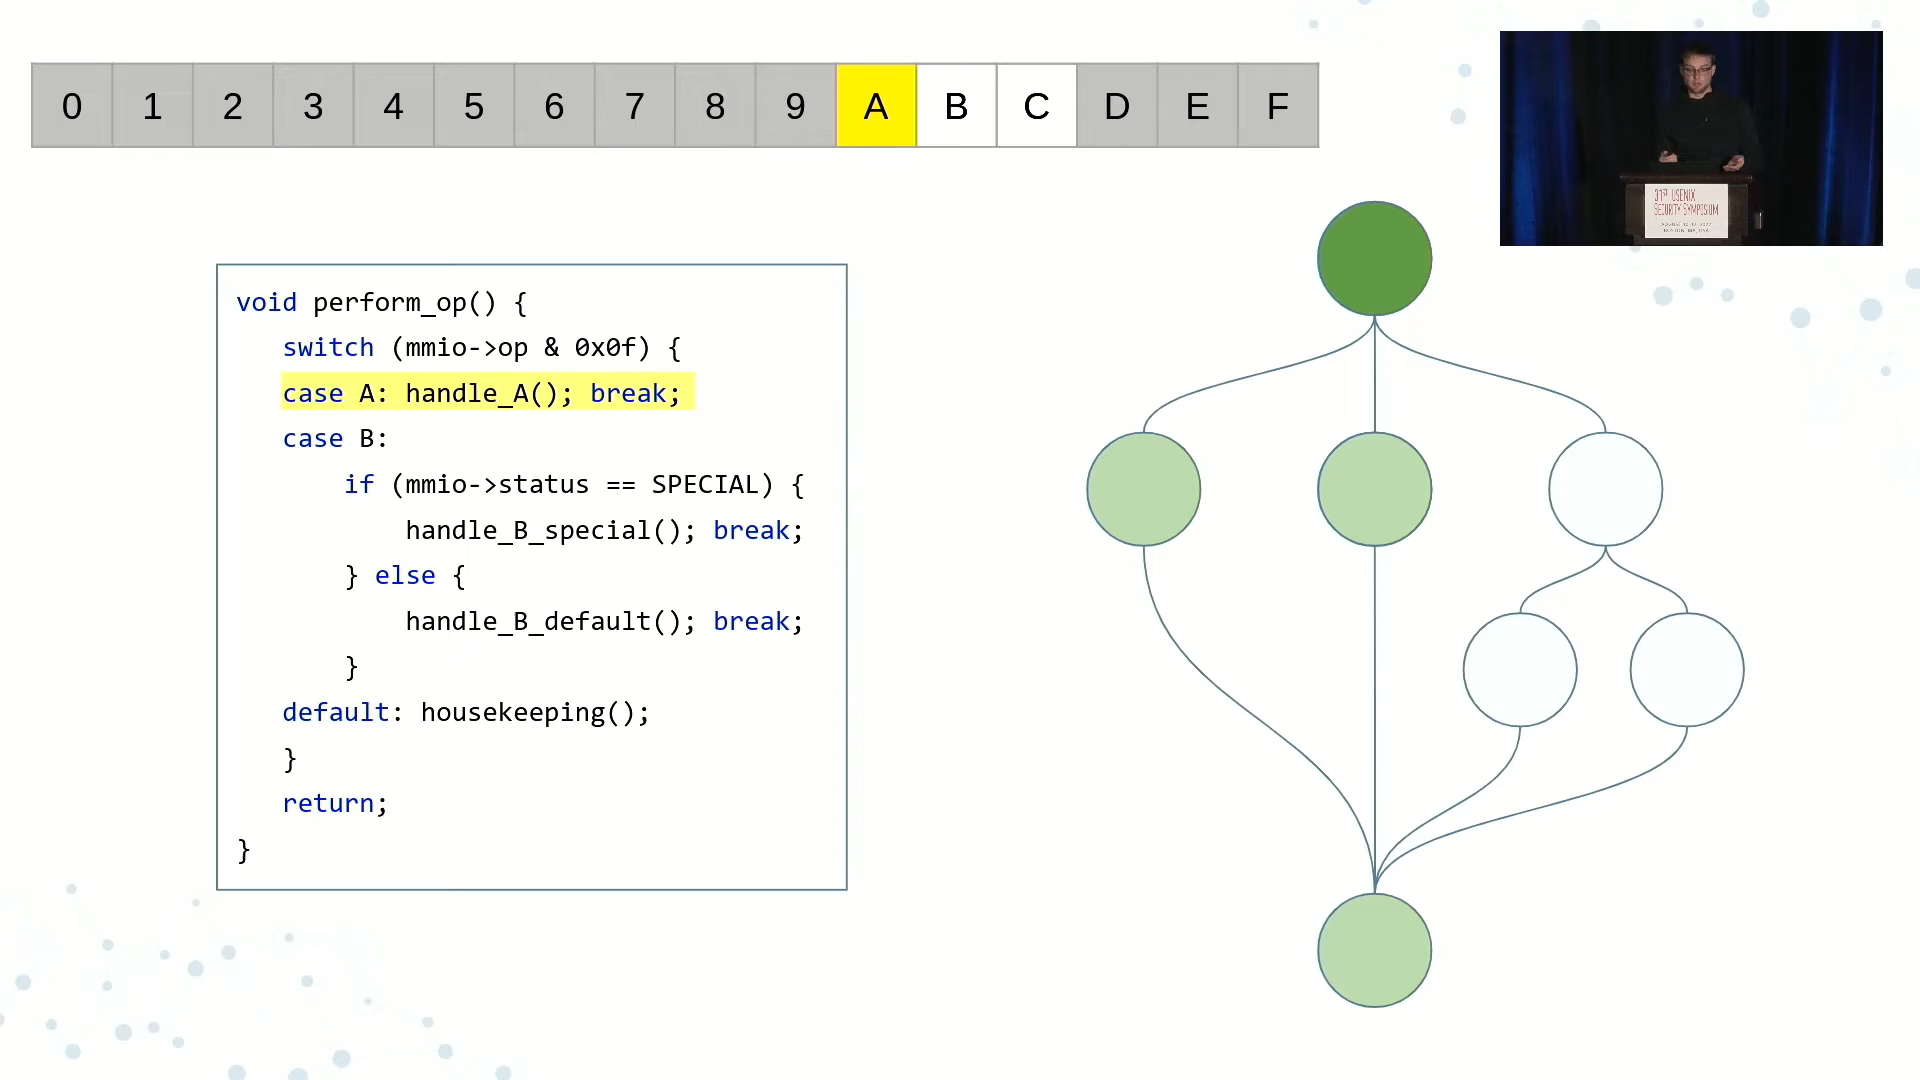 0 1 2 3 4 5 6 7 8 9 A B C D E F
31ST USENIX
SECURITY SYMPOSIUM
void perform_op() {
switch (mmio->op & 0x0f) {
case A: handle_A(); break;
case B:
if (mmio->status == SPECIAL) {
handle_B_special(); break;
} else {
handle_B_default(); break;
}
default: housekeeping();
}
return;
}